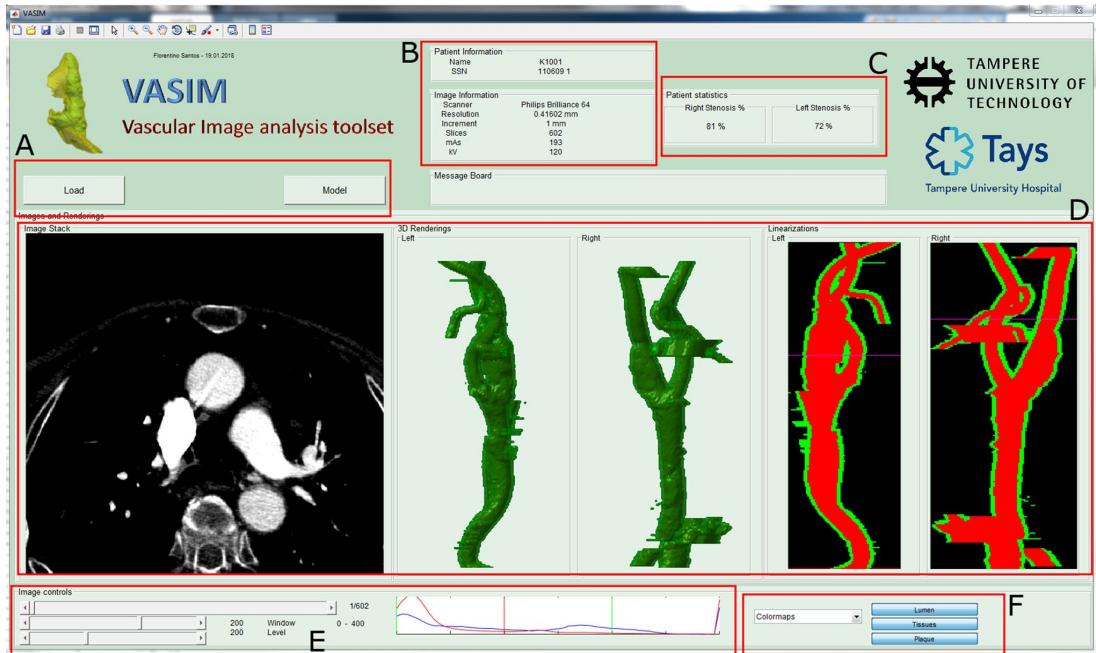 VASIM
Florentino Santos - 19.01.2018
VASIM
Vascular Image analysis toolset
A
Load
Model
B
Patient Information
Name K1001
SSN 110609 1
Image Information
Scanner Philips Brilliance 64
Resolution 0.41602 mm
Increment 1 mm
Slices 602
mAs 193
kV 120
C
Patient statistics
Right Stenosis % Left Stenosis %
81 % 72 %
Message Board
TAMPERE
UNIVERSITY OF
TECHNOLOGY
Tays
Tampere University Hospital
D
Images and Renderings
Image Stack
3D Renderings
Left Right
Linearizations
Left Right
Image controls
1/602
200 Window 0 - 400
200 Level
E
Colormaps
Lumen
Tissues
Plaque
F